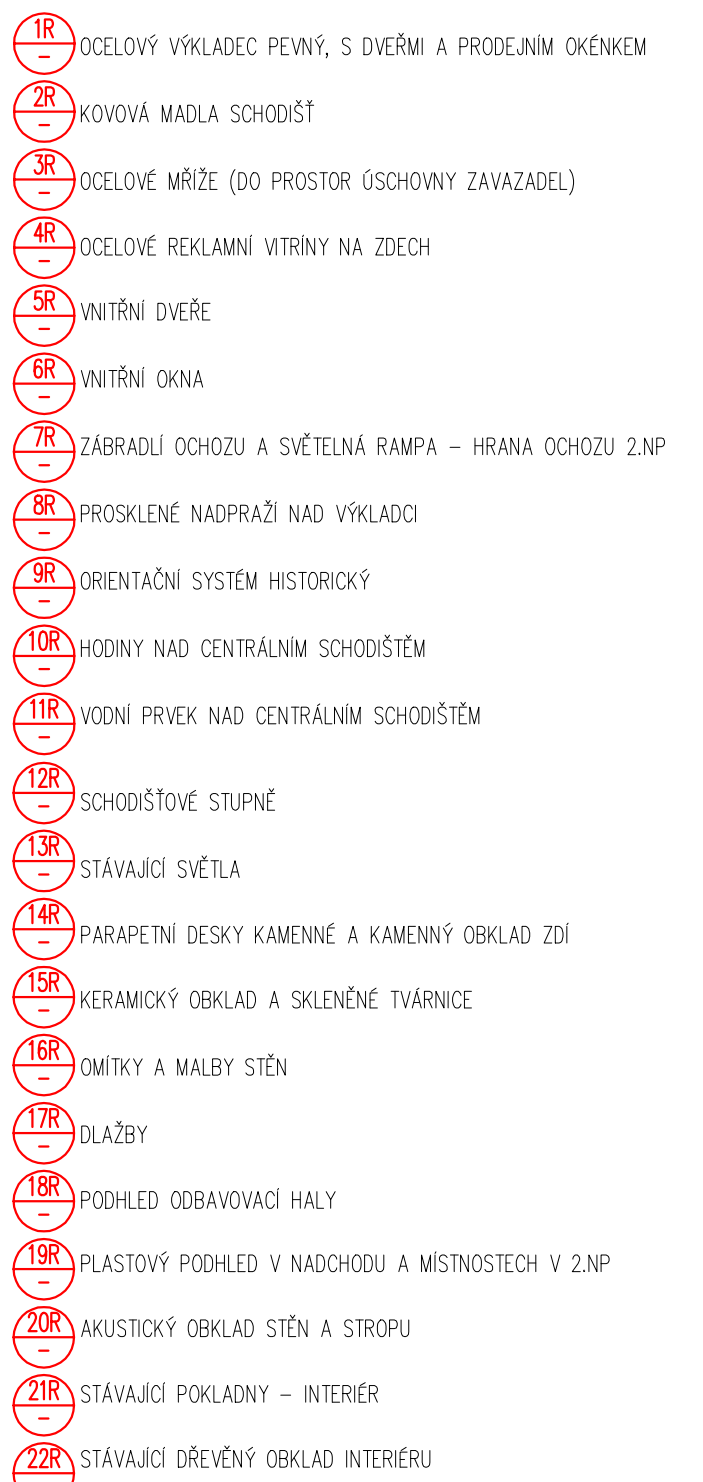 1R
–
OCELOVÝ VÝKLADEC PEVNÝ, S DVEŘMI A PRODEJNÍM OKÉNKEM
2R
–
KOVOVÁ MADLA SCHODIŠŤ
3R
–
OCELOVÉ MŘÍŽE (DO PROSTOR ÚSCHOVNY ZAVAZADEL)
4R
–
OCELOVÉ REKLAMNÍ VITRÍNY NA ZDECH
5R
–
VNITŘNÍ DVEŘE
6R
–
VNITŘNÍ OKNA
7R
–
ZÁBRADLÍ OCHOZU A SVĚTELNÁ RAMPA – HRANA OCHOZU 2.NP
8R
–
PROSKLENÉ NADPRAŽÍ NAD VÝKLADCI
9R
–
ORIENTAČNÍ SYSTÉM HISTORICKÝ
10R
–
HODINY NAD CENTRÁLNÍM SCHODIŠTĚM
11R
–
VODNÍ PRVEK NAD CENTRÁLNÍM SCHODIŠTĚM
12R
–
SCHODIŠŤOVÉ STUPNĚ
13R
–
STÁVAJÍCÍ SVĚTLA
14R
–
PARAPETNÍ DESKY KAMENNÉ A KAMENNÝ OBKLAD ZDÍ
15R
–
KERAMICKÝ OBKLAD A SKLENĚNÉ TVÁRNICE
16R
–
OMÍTKY A MALBY STĚN
17R
–
DLAŽBY
18R
–
PODHLED ODBAVOVACÍ HALY
19R
–
PLASTOVÝ PODHLED V NADCHODU A MÍSTNOSTECH V 2.NP
20R
–
AKUSTICKÝ OBKLAD STĚN A STROPU
21R
–
STÁVAJÍCÍ POKLADNY – INTERIÉR
22R
STÁVAJÍCÍ DŘEVĚNÝ OBKLAD INTERIÉRU